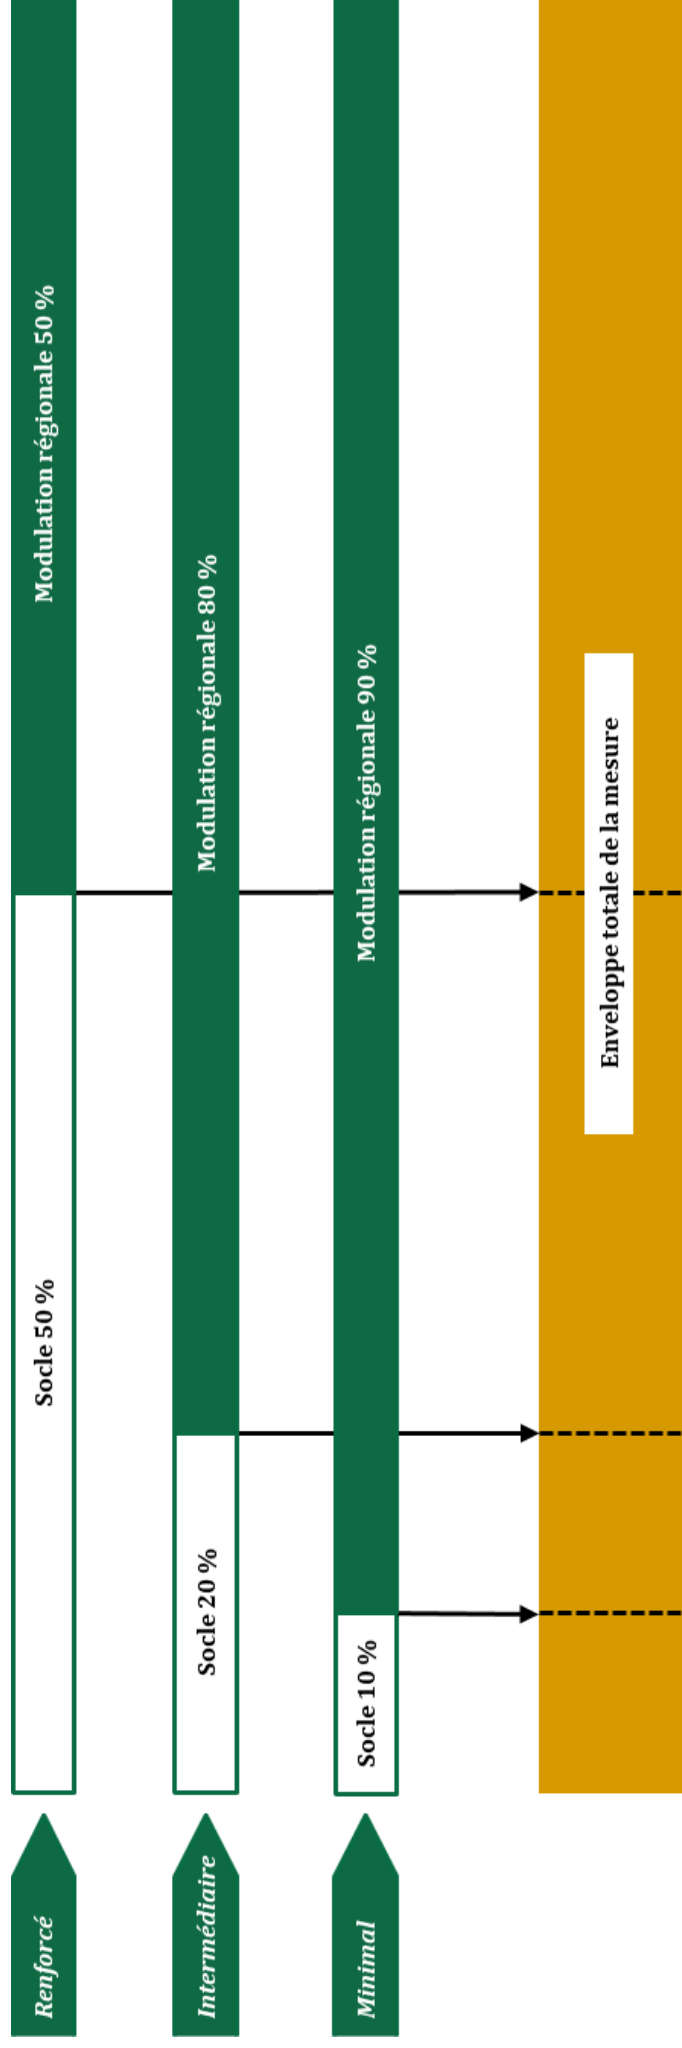 Renforcé
Socle 50 %
Modulation régionale 50 %
Intermédiaire
Socle 20 %
Modulation régionale 80 %
Minimal
Socle 10 %
Modulation régionale 90 %
Enveloppe totale de la mesure